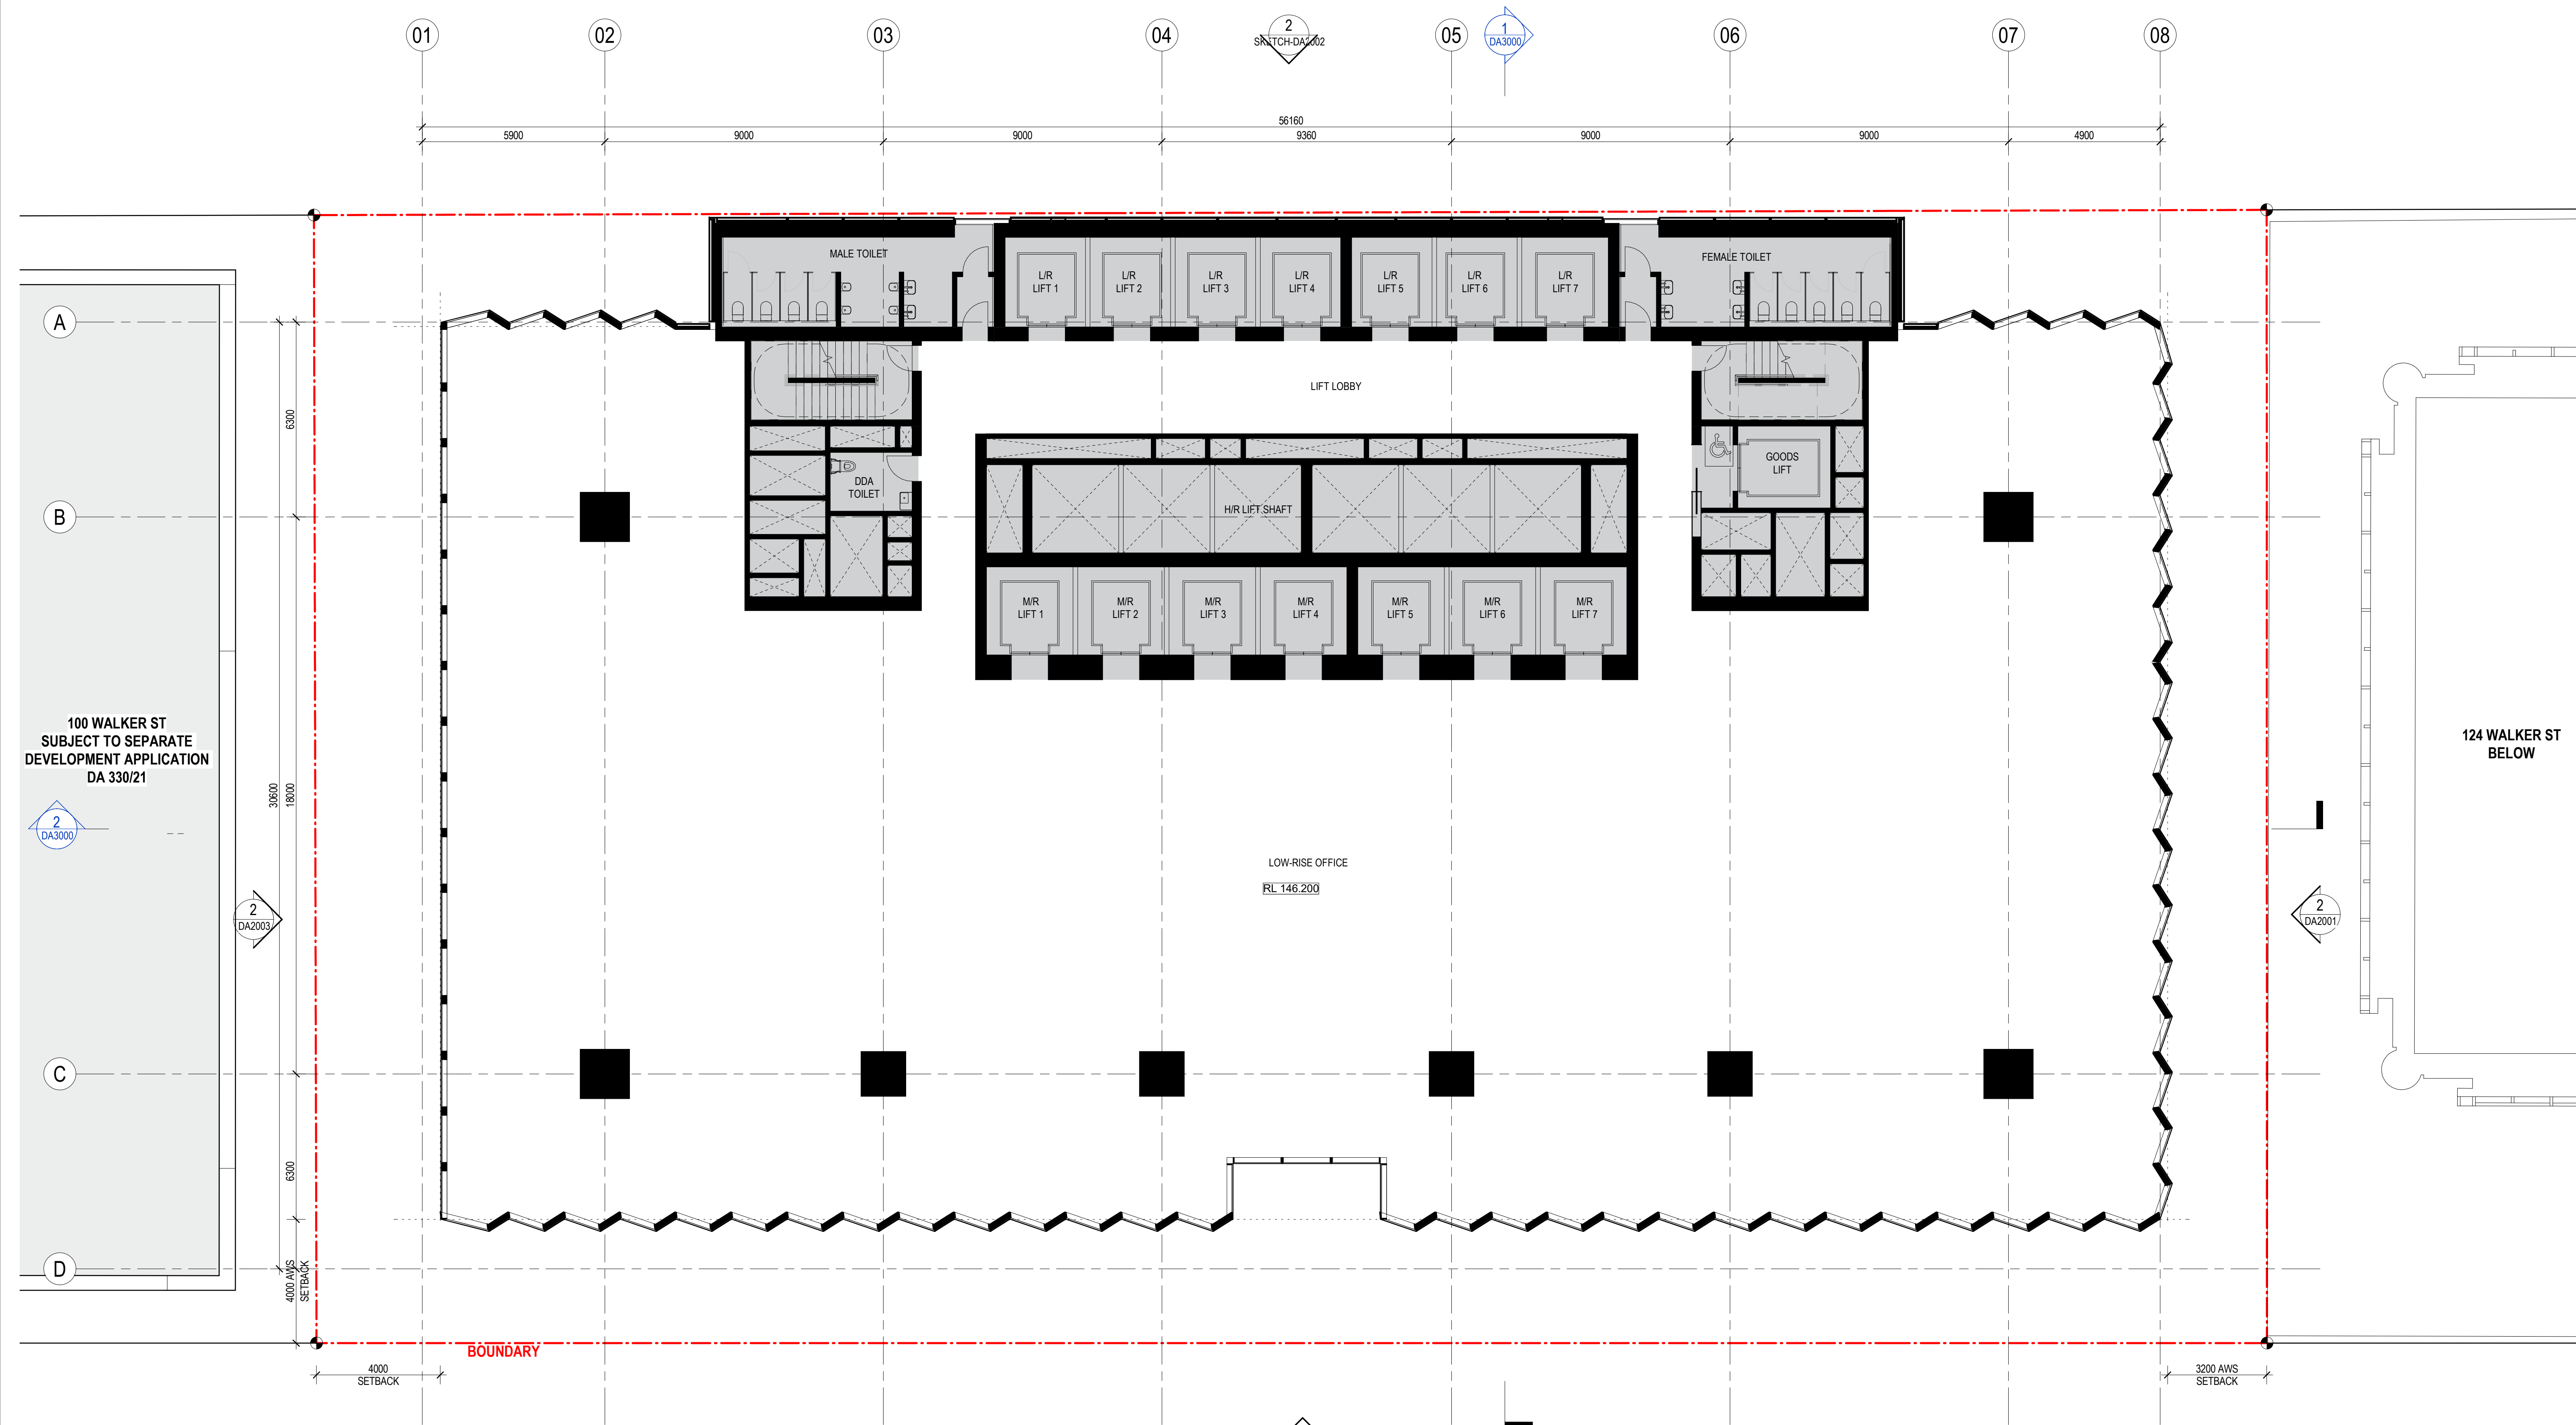 01
02
03
04
2
SKETCH-DA2002
05
1
DA3000
06
07
08
56160
5900
9000
9000
9360
9000
9000
4900
MALE TOILET
FEMALE TOILET
L/R
LIFT 1
L/R
LIFT 2
L/R
LIFT 3
L/R
LIFT 4
L/R
LIFT 5
L/R
LIFT 6
L/R
LIFT 7
A
LIFT LOBBY
6300
DDA
TOILET
GOODS
LIFT
B
H/R LIFT SHAFT
M/R
LIFT 1
M/R
LIFT 2
M/R
LIFT 3
M/R
LIFT 4
M/R
LIFT 5
M/R
LIFT 6
M/R
LIFT 7
100 WALKER ST
SUBJECT TO SEPARATE
DEVELOPMENT APPLICATION
DA 330/21
124 WALKER ST
BELOW
30600
18000
2
DA3000
LOW-RISE OFFICE
RL 146.200
2
DA2003
2
DA2001
C
6300
D
4000 AWS
SETBACK
BOUNDARY
4000
SETBACK
3200 AWS
SETBACK